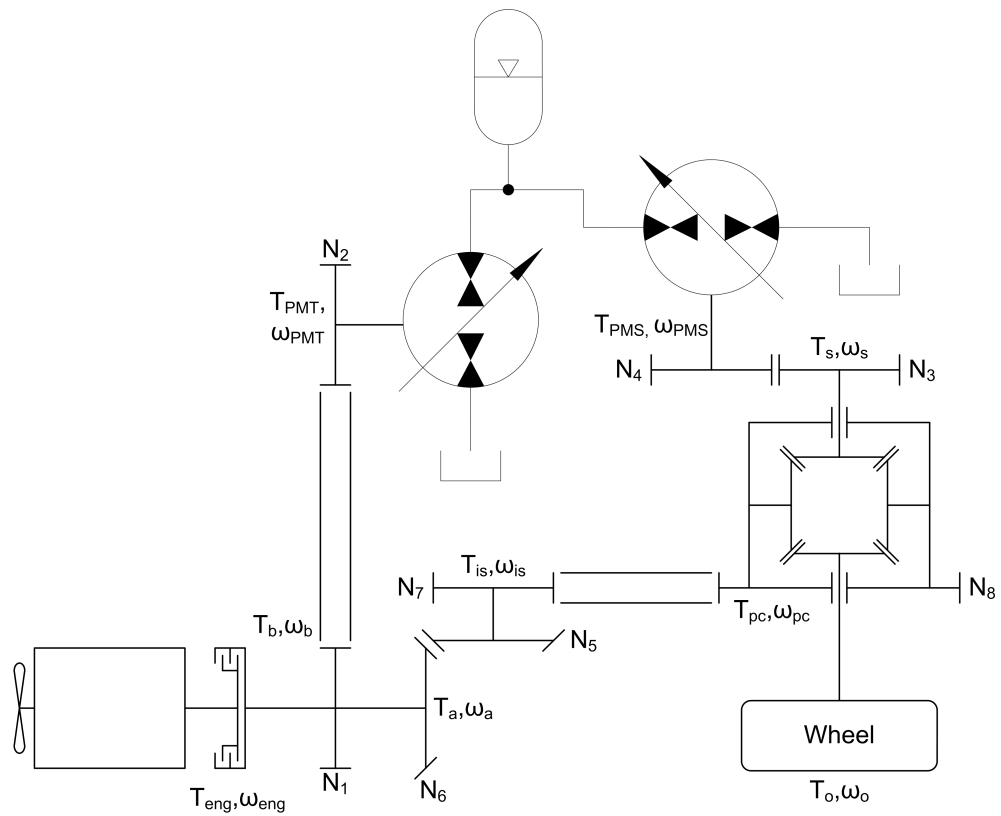 N2
TPMT,
ωPMT
TPMS, ωPMS
Ts,ωs
N4
N3
Tis,ωis
N7
N8
Tpc,ωpc
Tb,ωb
N5
Ta,ωa
Wheel
N1
N6
Teng,ωeng
To,ωo